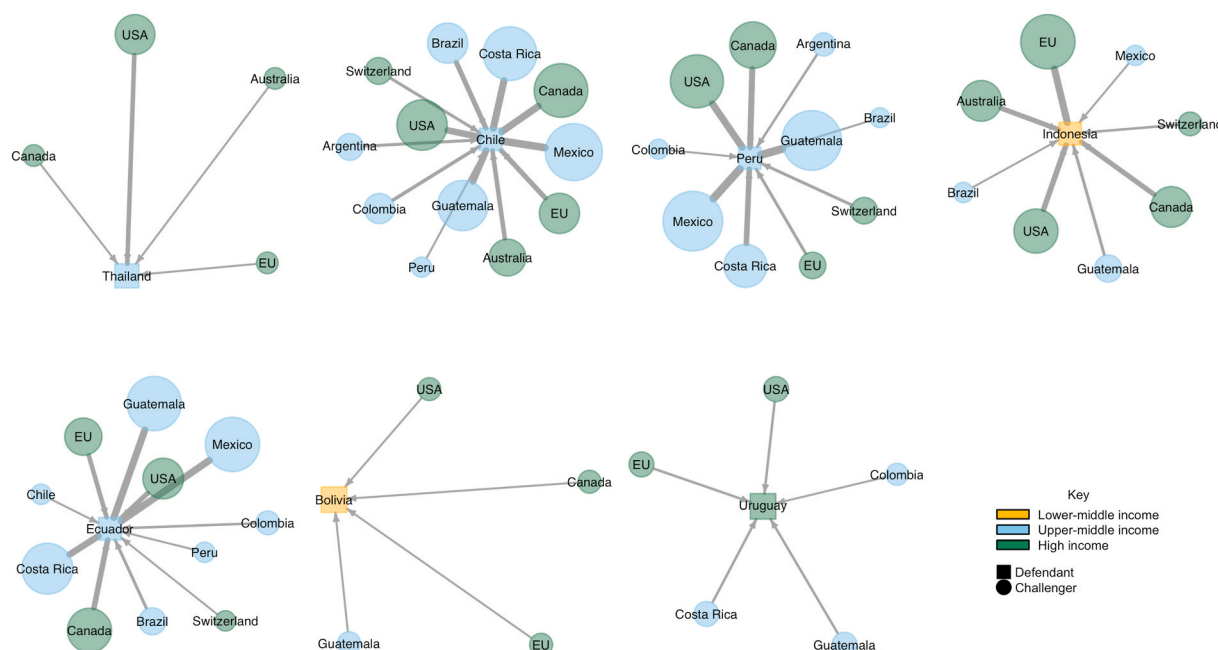 USA
Australia
Canada
EU
Thailand
Brazil
Costa Rica
Switzerland
Canada
USA
Chile
Argentina
Mexico
Colombia
Guatemala
EU
Australia
Peru
Canada
Argentina
USA
Brazil
Guatemala
Colombia
Peru
Mexico
Switzerland
Costa Rica
EU
EU
Mexico
Australia
Switzerland
Indonesia
Brazil
Canada
USA
Guatemala
Guatemala
EU
Mexico
USA
Chile
Colombia
Ecuador
Peru
Costa Rica
Canada
Brazil
Switzerland
USA
Canada
Bolivia
Guatemala
EU
USA
EU
Colombia
Uruguay
Costa Rica
Guatemala
Key
Lower-middle income
Upper-middle income
High income
Defendant
Challenger